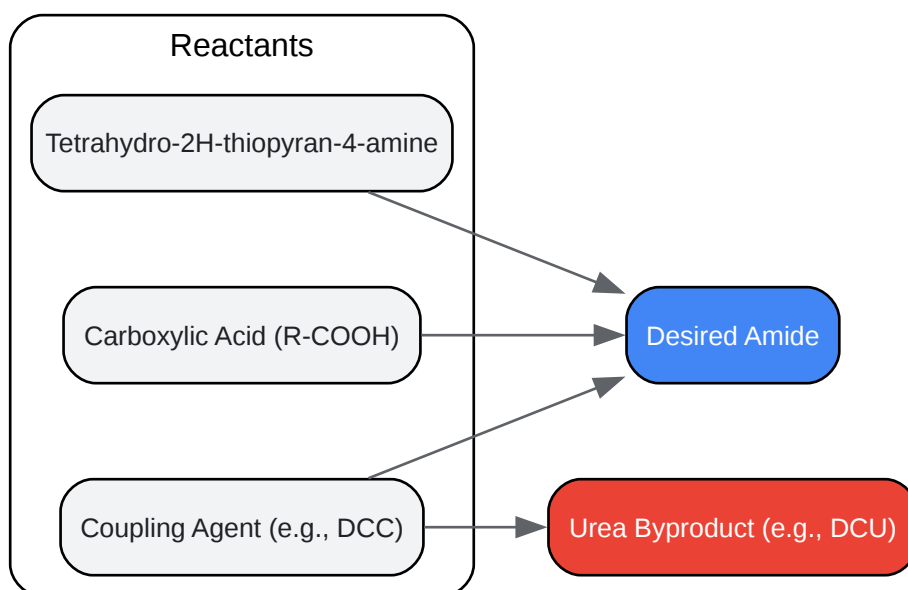 Reactants
Tetrahydro-2H-thiopyran-4-amine
Carboxylic Acid (R-COOH)
Desired Amide
Coupling Agent (e.g., DCC)
Urea Byproduct (e.g., DCU)